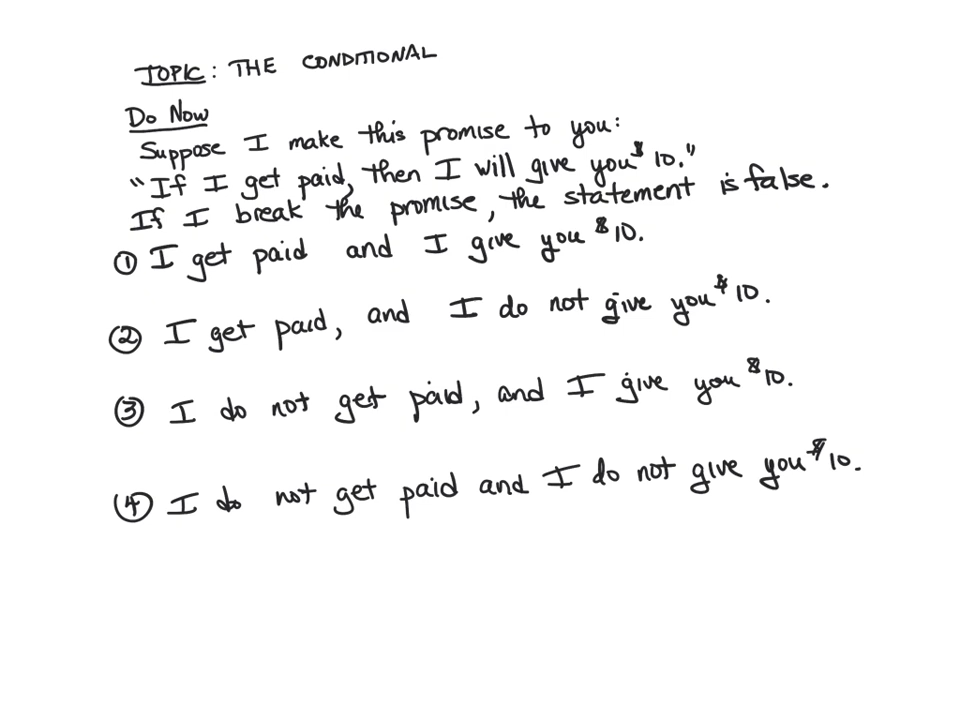 TOPIC: THE CONDITIONAL
Do Now
Suppose I make this promise to you:
"If I get paid, then I will give you $10."
If I break the promise, the statement is false.
① I get paid and I give you $10.
② I get paid, and I do not give you $10.
③ I do not get paid, and I give you $10.
④ I do not get paid and I do not give you $10.